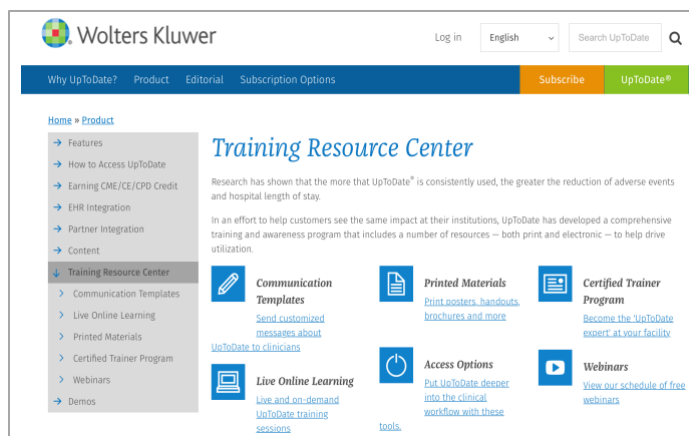 Wolters Kluwer
Log in
English
Search UpToDate
Why UpToDate?
Product
Editorial
Subscription Options
Subscribe
UpToDate®
Home » Product
Features
How to Access UpToDate
Earning CME/CE/CPD Credit
EHR Integration
Partner Integration
Content
Training Resource Center
Communication Templates
Live Online Learning
Printed Materials
Certified Trainer Program
Webinars
Demos
Training Resource Center
Research has shown that the more that UpToDate® is consistently used, the greater the reduction of adverse events
and hospital length of stay.
In an effort to help customers see the same impact at their institutions, UpToDate has developed a comprehensive
training and awareness program that includes a number of resources — both print and electronic — to help drive
utilization.
Communication
Templates
Send customized
messages about
UpToDate to clinicians
Printed Materials
Print posters, handouts,
brochures and more
Certified Trainer
Program
Become the 'UpToDate
expert' at your facility
Live Online Learning
Live and on-demand
UpToDate training
sessions
Access Options
Put UpToDate deeper
into the clinical
workflow with these
tools.
Webinars
View our schedule of free
webinars